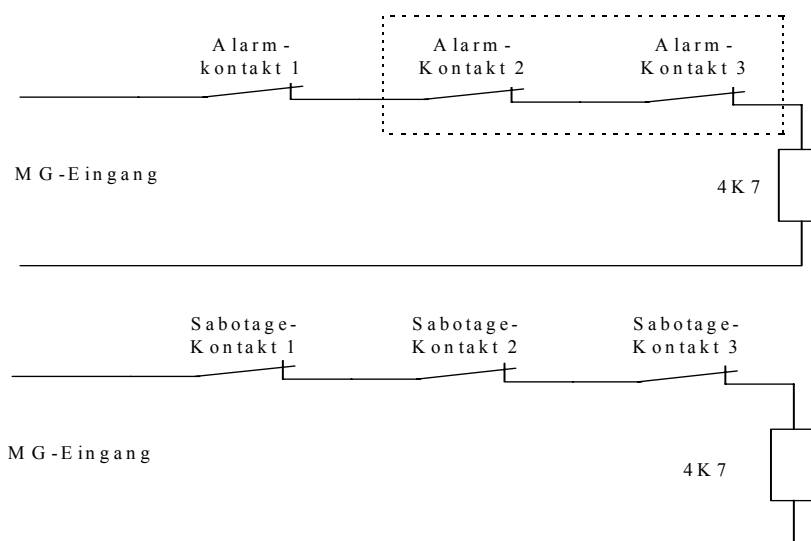 Alarm-
kontakt 1
Alarm-
Kontakt 2
Alarm-
Kontakt 3
MG-Eingang
4K7
Sabotage-
Kontakt 1
Sabotage-
Kontakt 2
Sabotage-
Kontakt 3
MG-Eingang
4K7